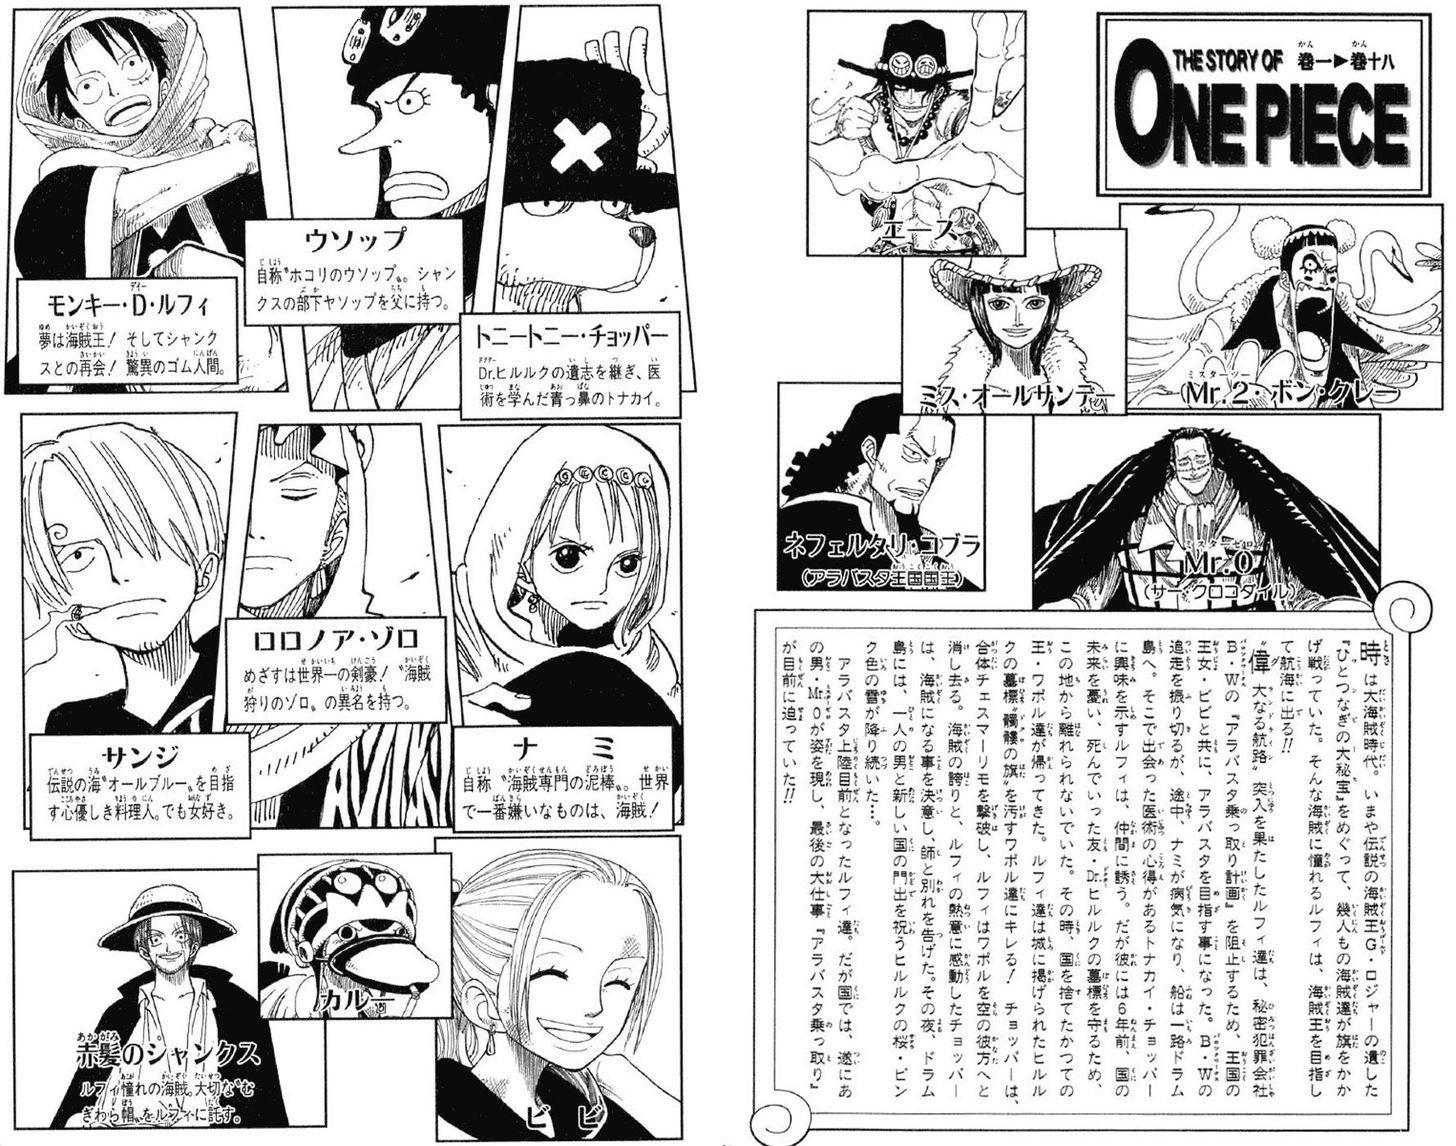 THE STORY OF 巻一▶巻十八
ONE PIECE
エース
ミス・オールサンデー
Mr.2・ボン・クレー
ネフェルタリ・コブラ
(アラバスタ王国国王)
Mr.0
(サー・クロコダイル)
時は大海賊時代。いまや伝説の海賊王G・ロジャーの遺した
『ひとつなぎの大秘宝』をめぐって、幾人もの海賊達が旗をかか
げ戦っていた。そんな海賊に憧れるルフィは、海賊王を目指し
て航海に出る!!
〝偉大なる航路〟突入を果たしたルフィ達は、秘密犯罪会社
B・Wの『アラバスタ乗っ取り計画』を阻止するため、王国の
王女・ビビと共に、アラバスタを目指す事になった。B・Wの
追走を振り切るが、途中、ナミが病気になり、船は一路ドラム
島へ。そこで出会った医術の心得があるトナカイ・チョッパー
に興味を示すルフィは、仲間に誘う。だが彼には6年前、国の
未来を憂い、死んでいった友・Dr.ヒルルクの墓標を守るため、
この地から離れられないでいた。その時、国を捨てたかつての
王・ワポル達が帰ってきた。ルフィ達は城に掲げられたヒルル
クの墓標〝髑髏の旗〟を汚すワポル達にキレる! チョッパーは、
合体チェスマーリモを撃破し、ルフィはワポルを空の彼方へと
消し去る。海賊の誇りと、ルフィの熱意に感動したチョッパー
は、海賊になる事を決意し、師と別れを告げた。その夜、ドラム
島には、一人の男と新しい国の門出を祝うヒルルクの桜・ピン
ク色の雪が降り続いた…。
アラバスタ上陸目前となったルフィ達。だが国では、遂にあ
の男・Mr.0が姿を現し、最後の大仕事『アラバスタ乗っ取り』
が目前に迫っていた!!
トニートニー・チョッパー
Dr.ヒルルクの遺志を継ぎ、医
術を学んだ青っ鼻のトナカイ。
ウソップ
自称〝ホコリのウソップ〟。シャン
クスの部下ヤソップを父に持つ。
モンキー・D・ルフィ
夢は海賊王! そしてシャンク
スとの再会! 驚異のゴム人間。
ナミ
自称〝海賊専門の泥棒〟。世界
で一番嫌いなものは、海賊!
ロロノア・ゾロ
めざすは世界一の剣豪!〝海賊
狩りのゾロ〟の異名を持つ。
サンジ
伝説の海〝オールブルー〟を目指
す心優しき料理人。でも女好き。
ビビ
カルー
赤髪のシャンクス
ルフィ憧れの海賊。大切な〝む
ぎわら帽〟をルフィに託す。